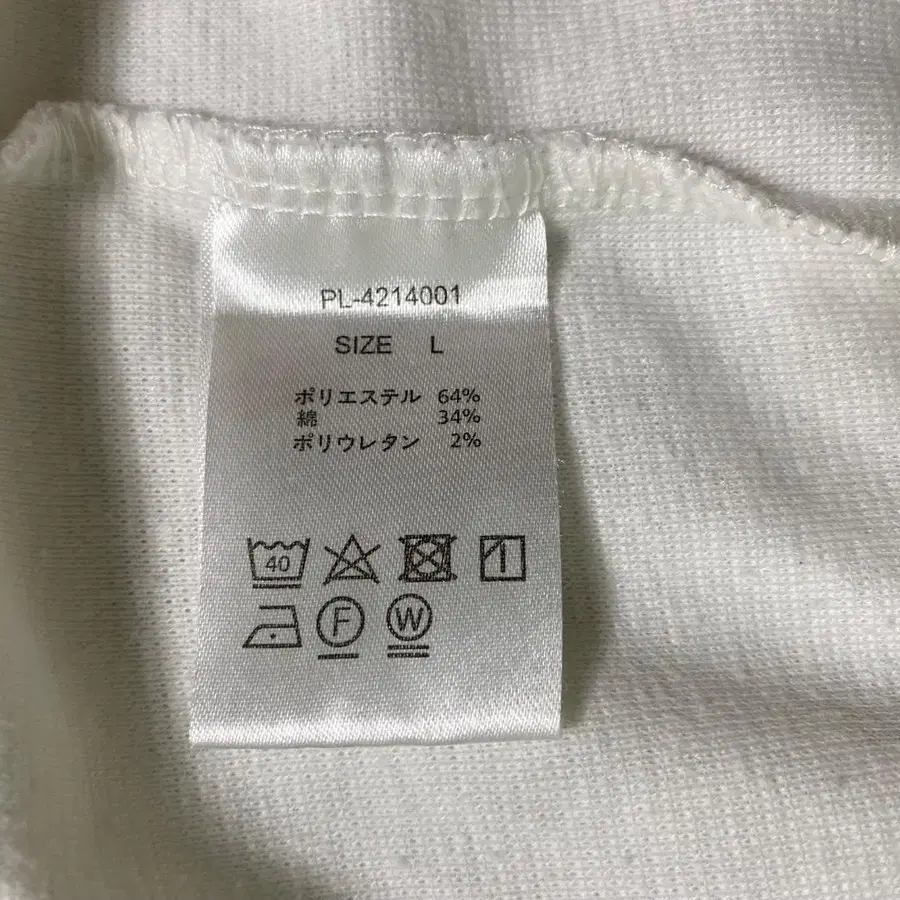 PL-4214001
SIZE L
ポリエステル 64%
綿 34%
ポリウレタン 2%
40
F W